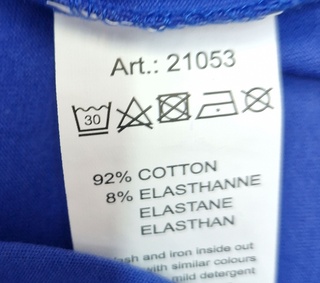 Art.: 21053
30
92% COTTON
8% ELASTHANNE
ELASTANE
ELASTHAN
and iron inside out
with similar colours
mild detergent